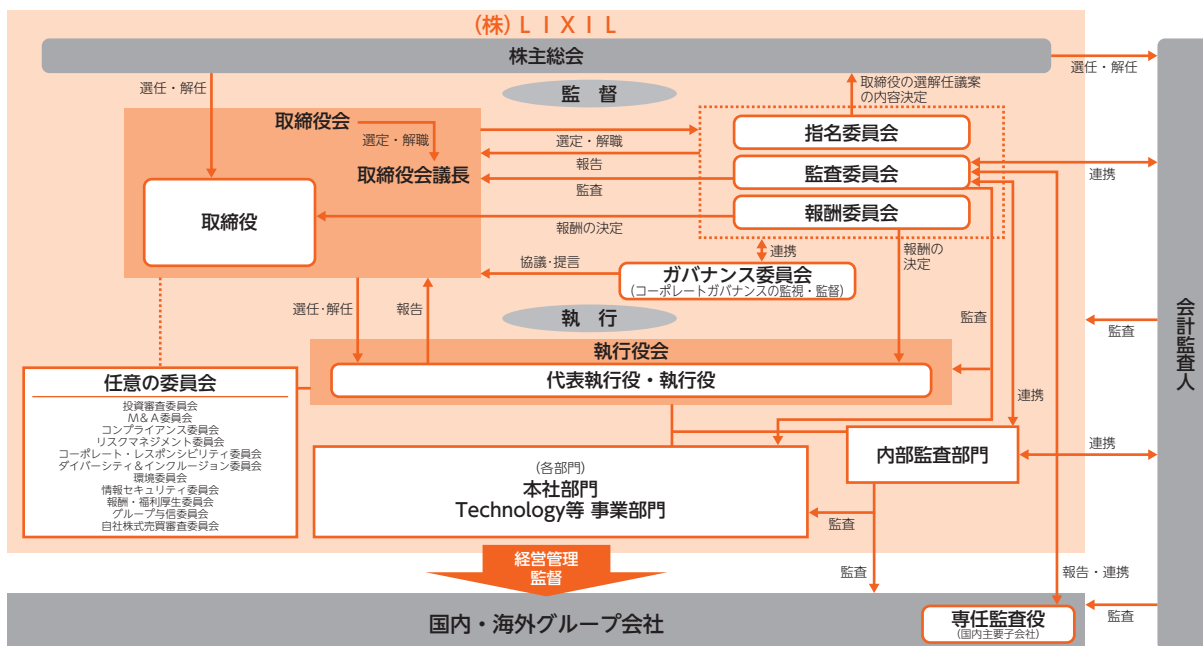 (株)ＬＩＸＩＬ
株主総会
選任・解任
選任・解任
監　督
取締役の選解任議案
の内容決定
取締役会
選定・解職
取締役会議長
取締役
選定・解職
報告
監査
報酬の決定
指名委員会
監査委員会
報酬委員会
連携
連携
報酬の
決定
協議・提言
ガバナンス委員会
(コーポレートガバナンスの監視・監督)
選任・解任
報告
執　行
監査
監査
会計監査人
執行役会
代表執行役・執行役
任意の委員会
投資審査委員会
Ｍ＆Ａ委員会
コンプライアンス委員会
リスクマネジメント委員会
コーポレート・レスポンシビリティ委員会
ダイバーシティ＆インクルージョン委員会
環境委員会
情報セキュリティ委員会
報酬・福利厚生委員会
グループ与信委員会
自社株式売買審査委員会
連携
(各部門)
本社部門
Technology等 事業部門
内部監査部門
連携
監査
経営管理
監督
監査
報告・連携
国内・海外グループ会社
専任監査役
(国内主要子会社)
監査